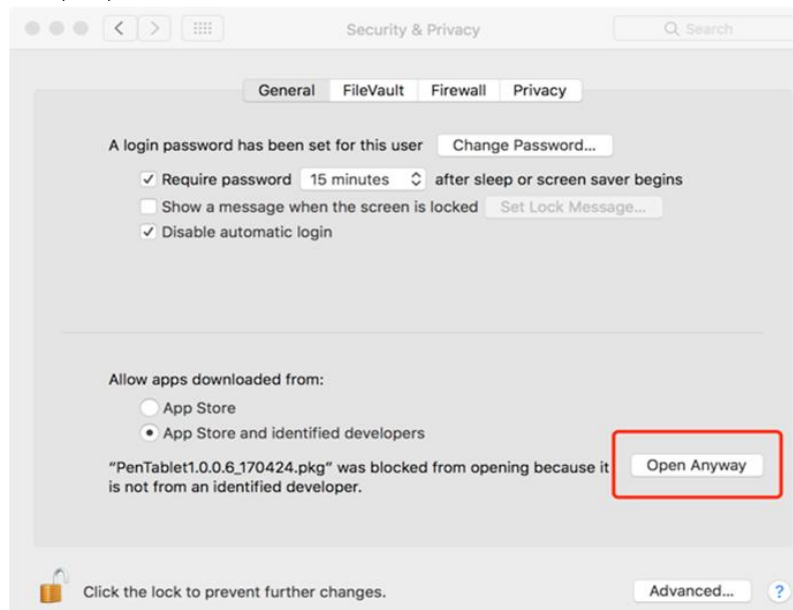 Security & Privacy
Search
General FileVault Firewall Privacy
A login password has been set for this user Change Password...
Require password 15 minutes after sleep or screen saver begins
Show a message when the screen is locked Set Lock Message...
Disable automatic login
Allow apps downloaded from:
App Store
App Store and identified developers
“PenTablet1.0.0.6_170424.pkg” was blocked from opening because it Open Anyway
is not from an identified developer.
Click the lock to prevent further changes. Advanced... ?